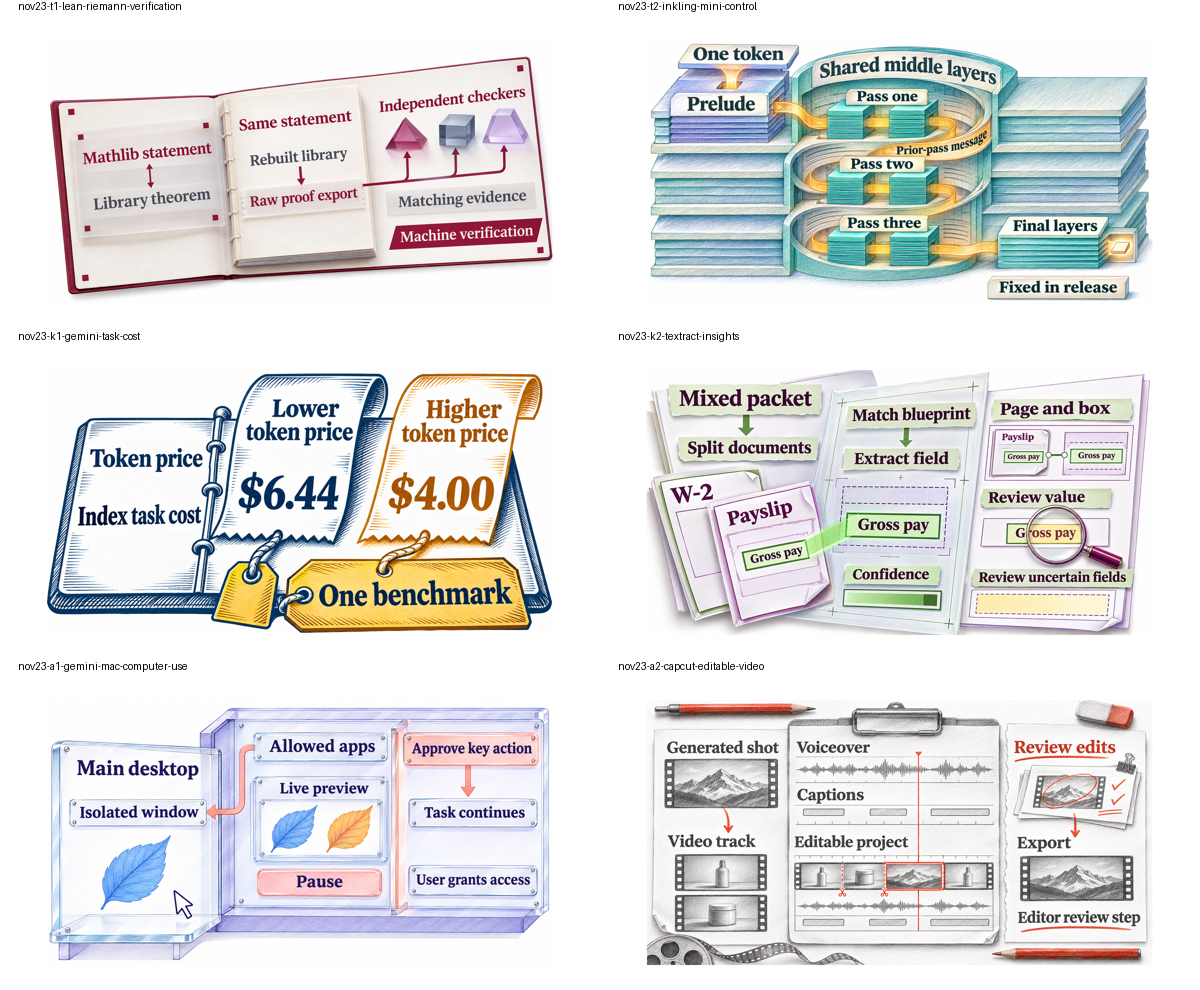 nov23-t1-lean-riemann-verification
Mathlib statement
Library theorem
Same statement
Rebuilt library
Raw proof export
Independent checkers
Matching evidence
Machine verification
nov23-t2-inkling-mini-control
One token
Prelude
Shared middle layers
Pass one
Prior-pass message
Pass two
Pass three
Final layers
Fixed in release
nov23-k1-gemini-task-cost
Token price
Index task cost
Lower
token price
$6.44
Higher
token price
$4.00
One benchmark
nov23-k2-textract-insights
Mixed packet
Split documents
W-2
Payslip
Gross pay
Match blueprint
Extract field
Gross pay
Confidence
Page and box
Payslip
Gross pay
Gross pay
Review value
Gross pay
Review uncertain fields
nov23-a1-gemini-mac-computer-use
Main desktop
Isolated window
Allowed apps
Live preview
Pause
Approve key action
Task continues
User grants access
nov23-a2-capcut-editable-video
Generated shot
Video track
Voiceover
Captions
Editable project
Review edits
Export
Editor review step